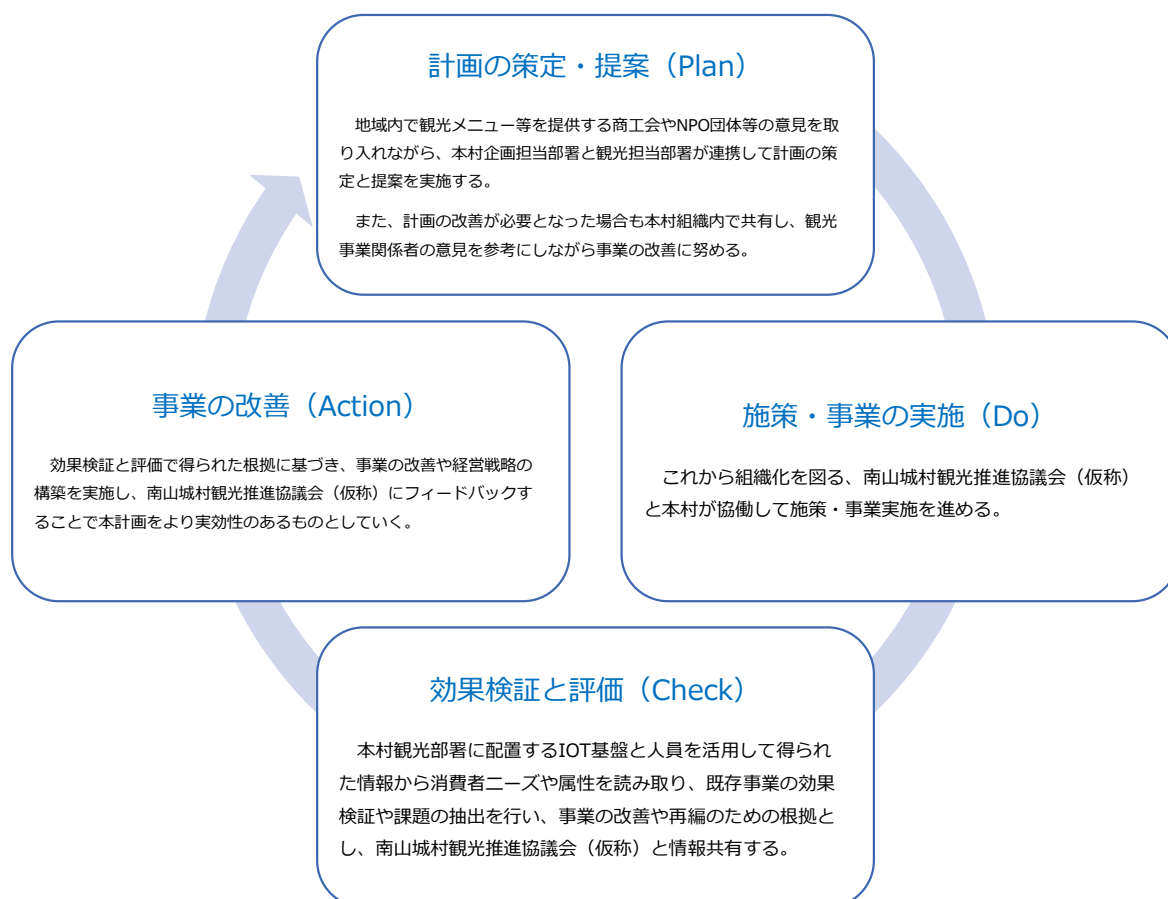 計画の策定・提案（Plan）
地域内で観光メニュー等を提供する商工会やNPO団体等の意見を取
り入れながら、本村企画担当部署と観光担当部署が連携して計画の策
定と提案を実施する。
また、計画の改善が必要となった場合も本村組織内で共有し、観光
事業関係者の意見を参考にしながら事業の改善に努める。
事業の改善（Action）
効果検証と評価で得られた根拠に基づき、事業の改善や経営戦略の
構築を実施し、南山城村観光推進協議会（仮称）にフィードバックす
ることで本計画をより実効性のあるものとしていく。
施策・事業の実施（Do）
これから組織化を図る、南山城村観光推進協議会（仮称）
と本村が協働して施策・事業実施を進める。
効果検証と評価（Check）
本村観光部署に配置するIOT基盤と人員を活用して得られ
た情報から消費者ニーズや属性を読み取り、既存事業の効果
検証や課題の抽出を行い、事業の改善や再編のための根拠と
し、南山城村観光推進協議会（仮称）と情報共有する。